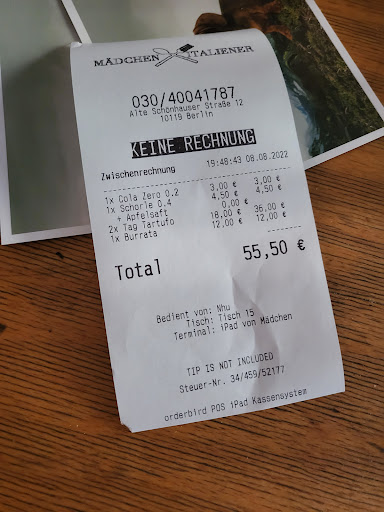 MÄDCHEN ITALIENER
030/40041787
Alte Schönhauser Straße 12
10119 Berlin
KEINE RECHNUNG
Zwischenrechnung 19:48:43 08.08.2022
1x Cola Zero 0.2 3,00 € 3,00 €
1x Schorle 0.4 4,50 € 4,50 €
+ Apfelsaft 0,00 €
2x Tag Tartufo 18,00 € 36,00 €
1x Burrata 12,00 € 12,00 €
Total 55,50 €
Bedient von: Nhu
Tisch: Tisch 15
Terminal: iPad von Mädchen
TIP IS NOT INCLUDED
Steuer-Nr. 34/459/52177
orderbird POS iPad Kassensystem